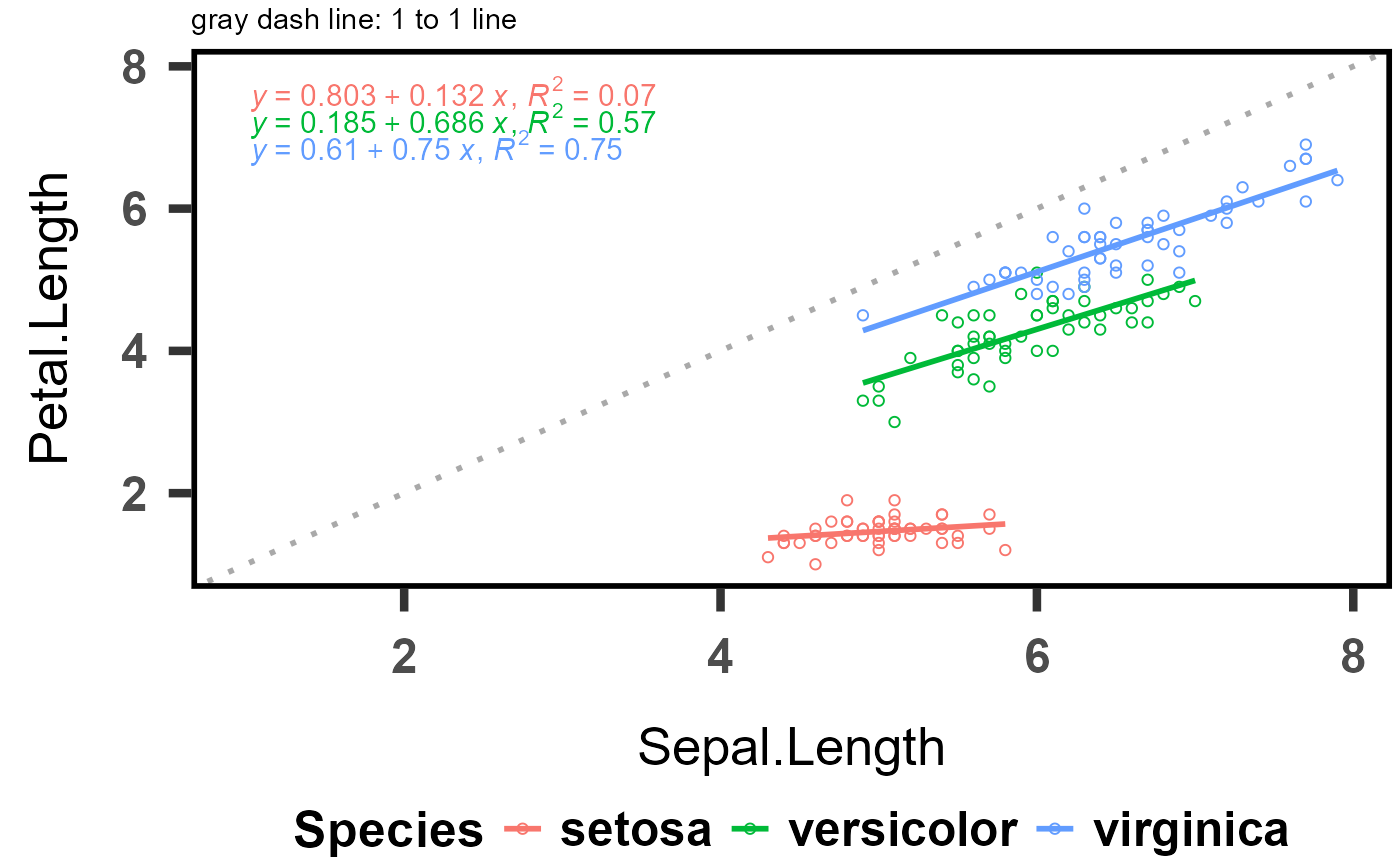 gray dash line: 1 to 1 line
y = 0.803 + 0.132 x, R² = 0.07
y = 0.185 + 0.686 x, R² = 0.57
y = 0.61 + 0.75 x, R² = 0.75
Petal.Length
8
6
4
2
2 4 6 8
Sepal.Length
Species setosa versicolor virginica